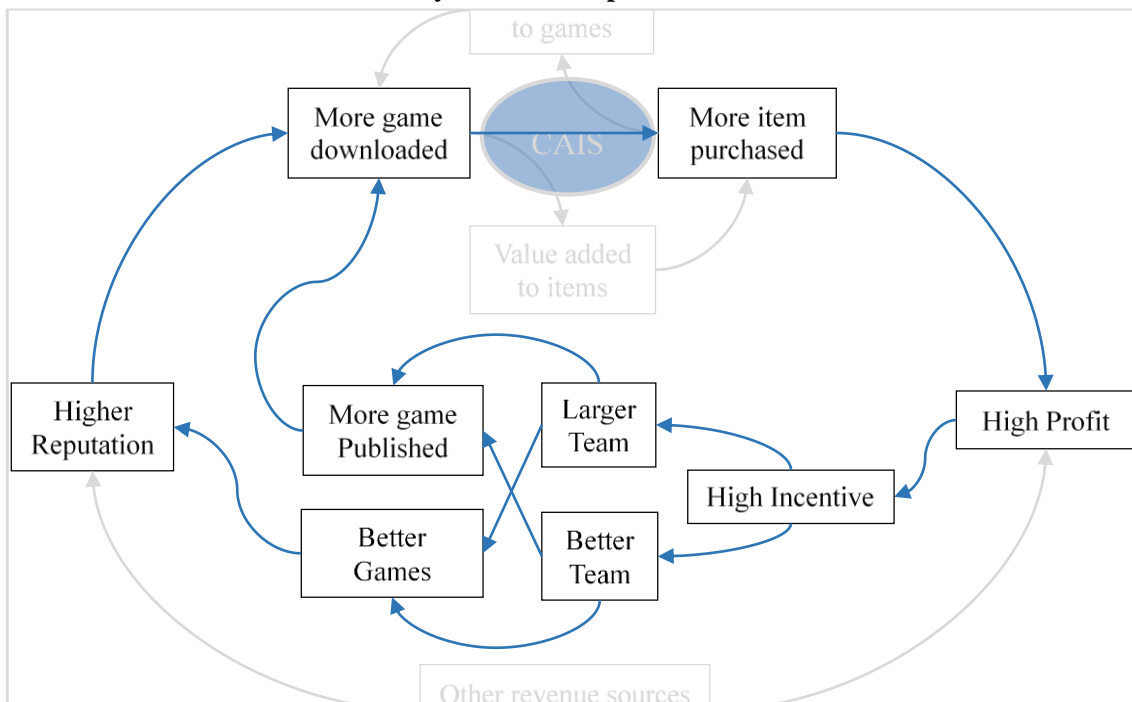 to games
More game
downloaded
CAIS
More item
purchased
Value added
to items
Higher
Reputation
More game
Published
Larger
Team
High Profit
High Incentive
Better
Games
Better
Team
Other revenue sources